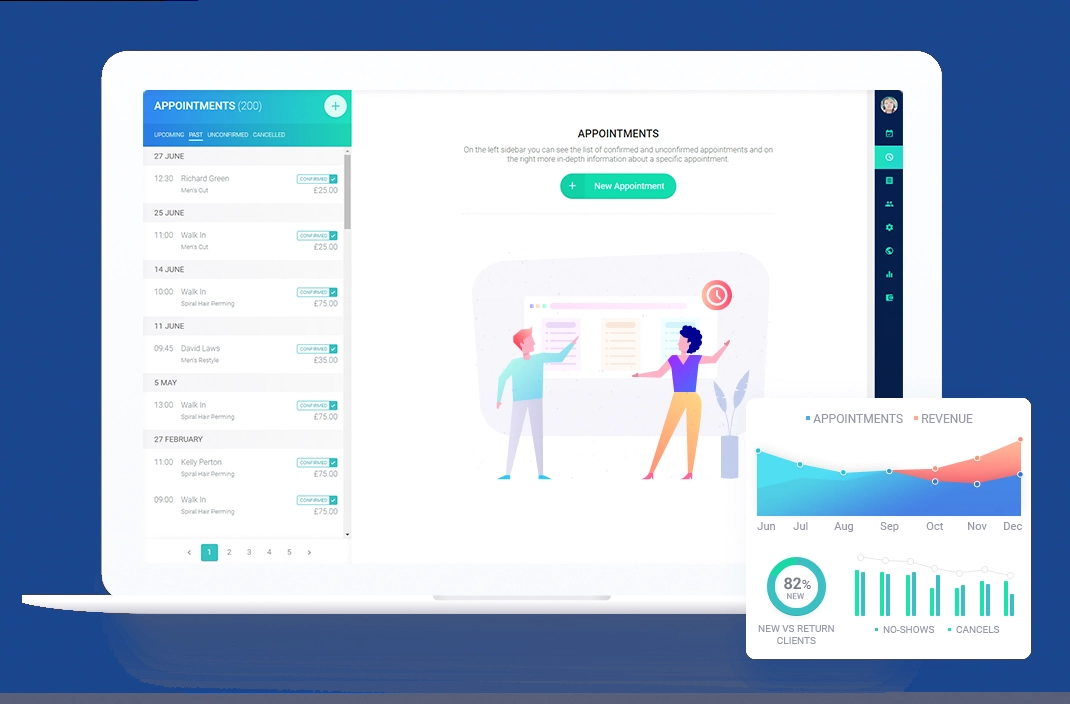 APPOINTMENTS (200)
+
UPCOMING PAST UNCONFIRMED CANCELLED
27 JUNE
12:30 Richard Green CONFIRMED
Men's Cut £25.00
25 JUNE
11:00 Walk In CONFIRMED
Men's Cut £25.00
14 JUNE
10:00 Walk In CONFIRMED
Spiral Hair Perming £75.00
11 JUNE
09:45 David Laws CONFIRMED
Men's Restyle £35.00
5 MAY
13:00 Walk In CONFIRMED
Spiral Hair Perming £75.00
27 FEBRUARY
11:00 Kelly Perton CONFIRMED
Spiral Hair Perming £75.00
09:00 Walk In CONFIRMED
Spiral Hair Perming £75.00
‹ 1 2 3 4 5 ›
APPOINTMENTS
On the left sidebar you can see the list of confirmed and unconfirmed appointments and on
the right more in-depth information about a specific appointment.
+ New Appointment
APPOINTMENTS REVENUE
Jun Jul Aug Sep Oct Nov Dec
82%
NEW
NEW VS RETURN
CLIENTS
NO-SHOWS CANCELS